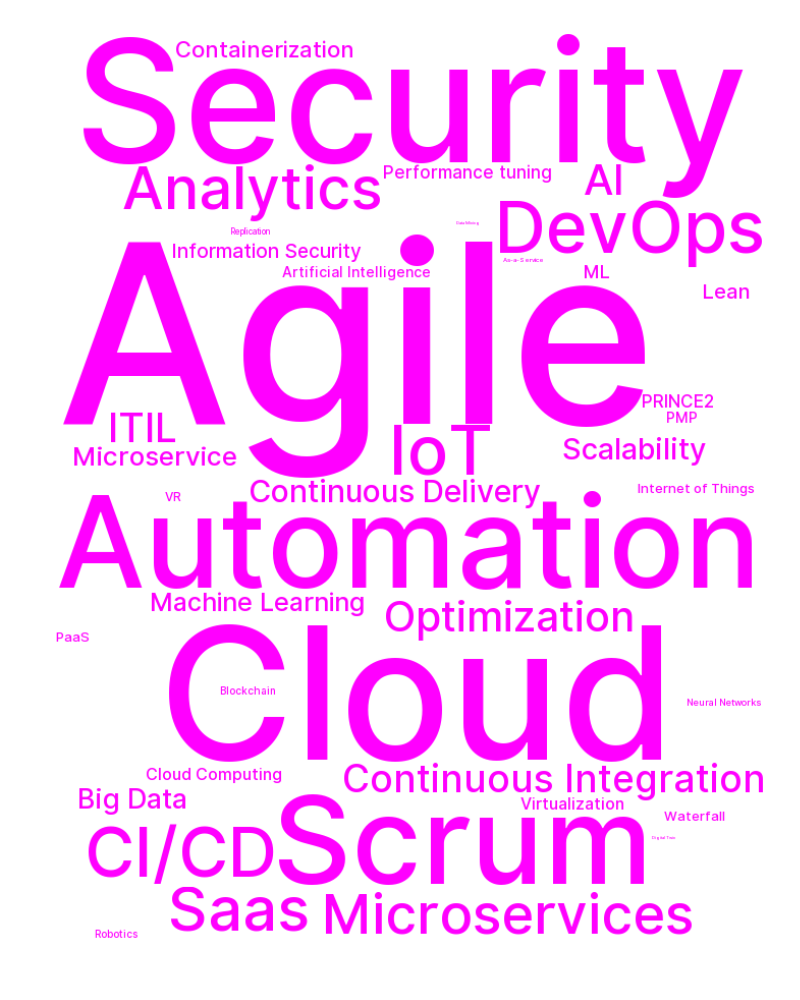 Containerization
Security
Performance tuning
AI
Analytics
DevOps
Replication
Information Security
As-a-Service
Artificial Intelligence
ML
Lean
Agile
PRINCE2
PMP
ITIL
IoT
Scalability
Microservice
Continuous Delivery
Internet of Things
VR
Automation
Machine Learning
Optimization
PaaS
Cloud
Blockchain
Neural Networks
Cloud Computing
Continuous Integration
Big Data
Virtualization
Waterfall
CI/CD
Scrum
Saas
Microservices
Robotics